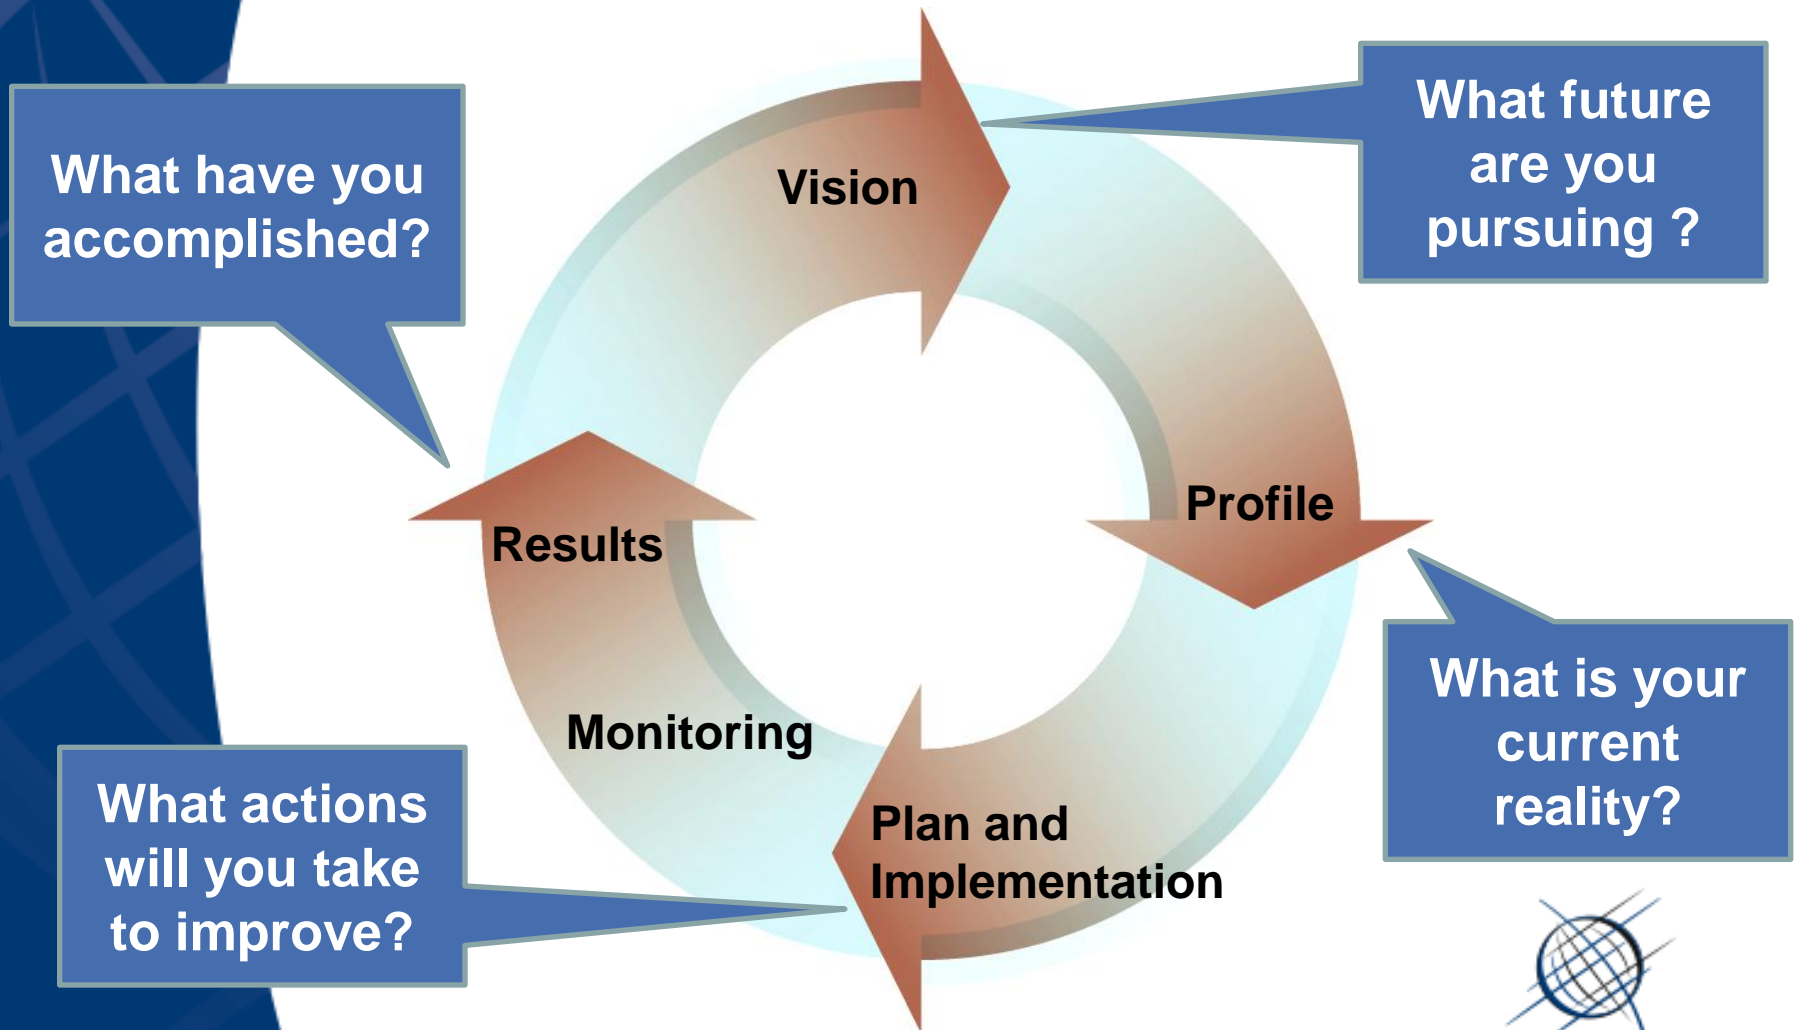 What have you
accomplished?
Vision
What future
are you
pursuing ?
Profile
Results
What is your
current
reality?
Monitoring
What actions
will you take
to improve?
Plan and
Implementation